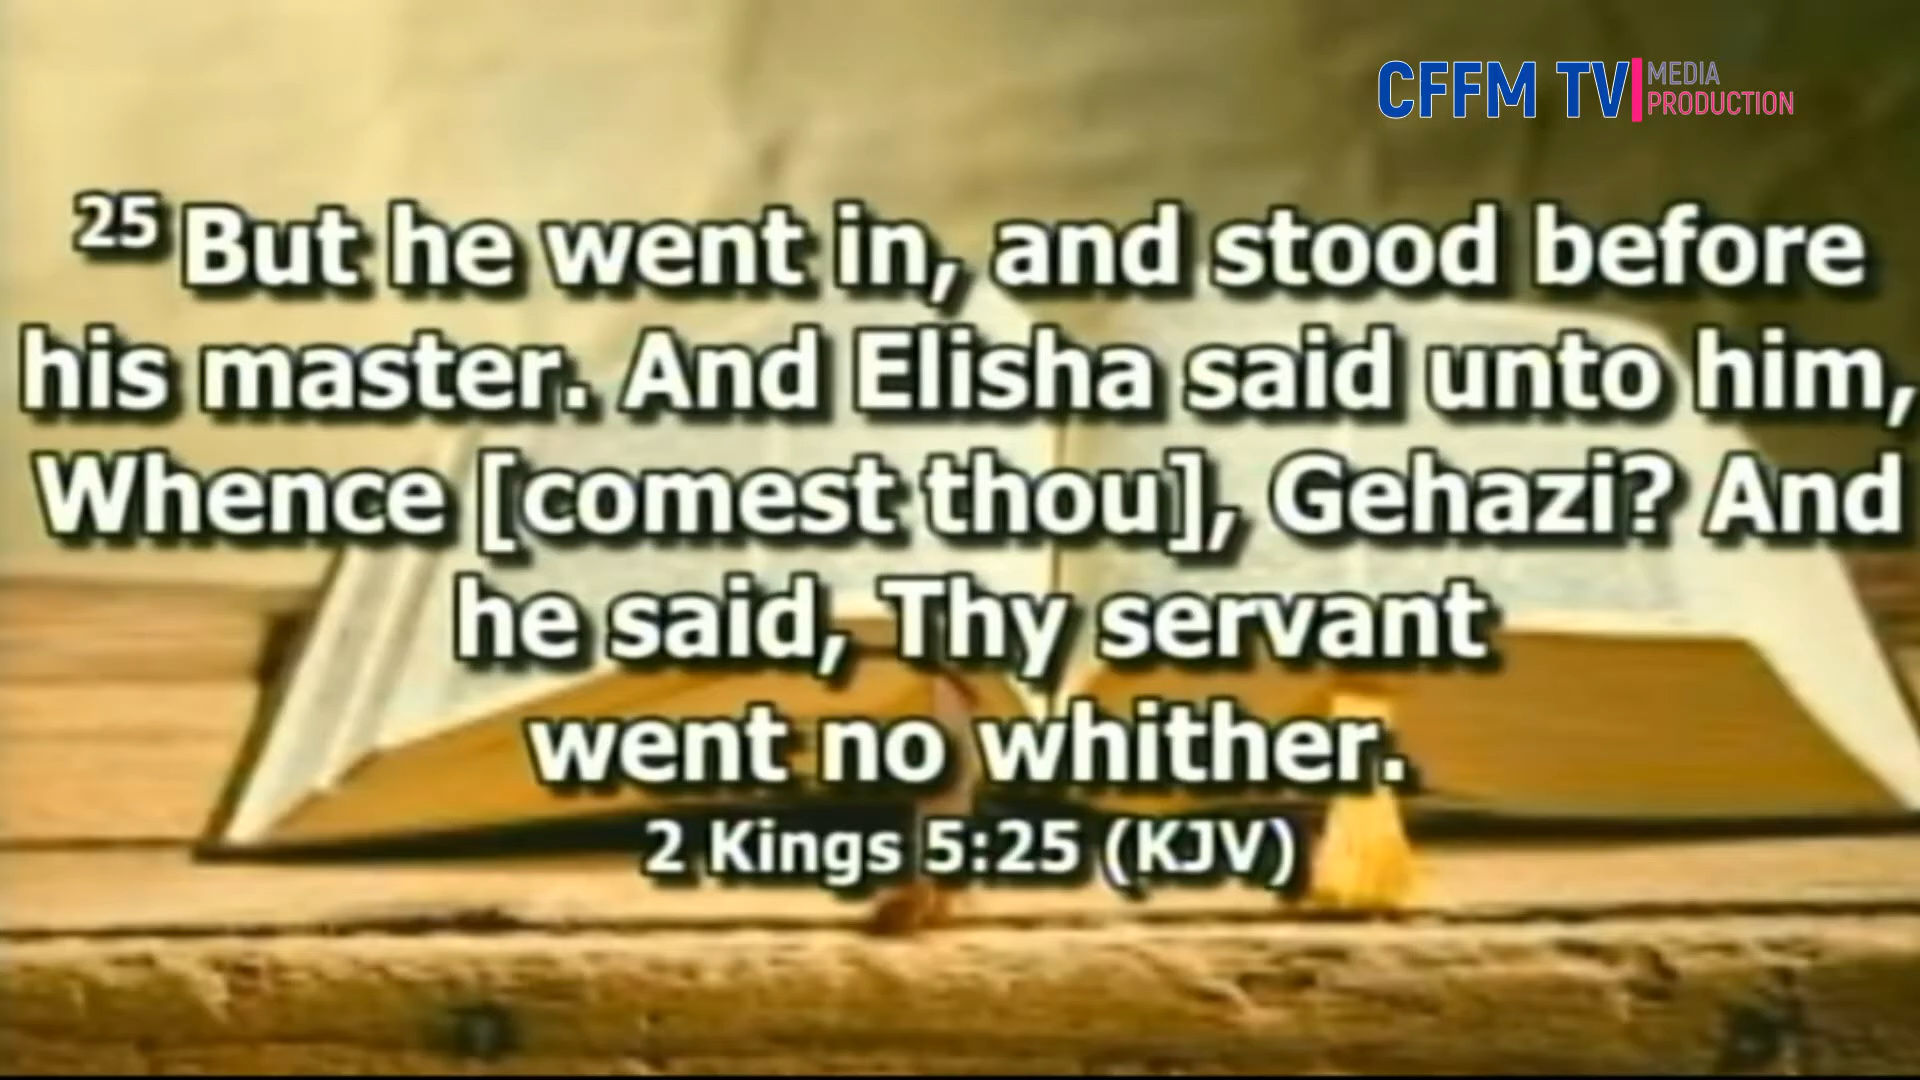 CFFM TV MEDIA
PRODUCTION
25 But he went in, and stood before
his master. And Elisha said unto him,
Whence [comest thou], Gehazi? And
he said, Thy servant
went no whither.
2 Kings 5:25 (KJV)